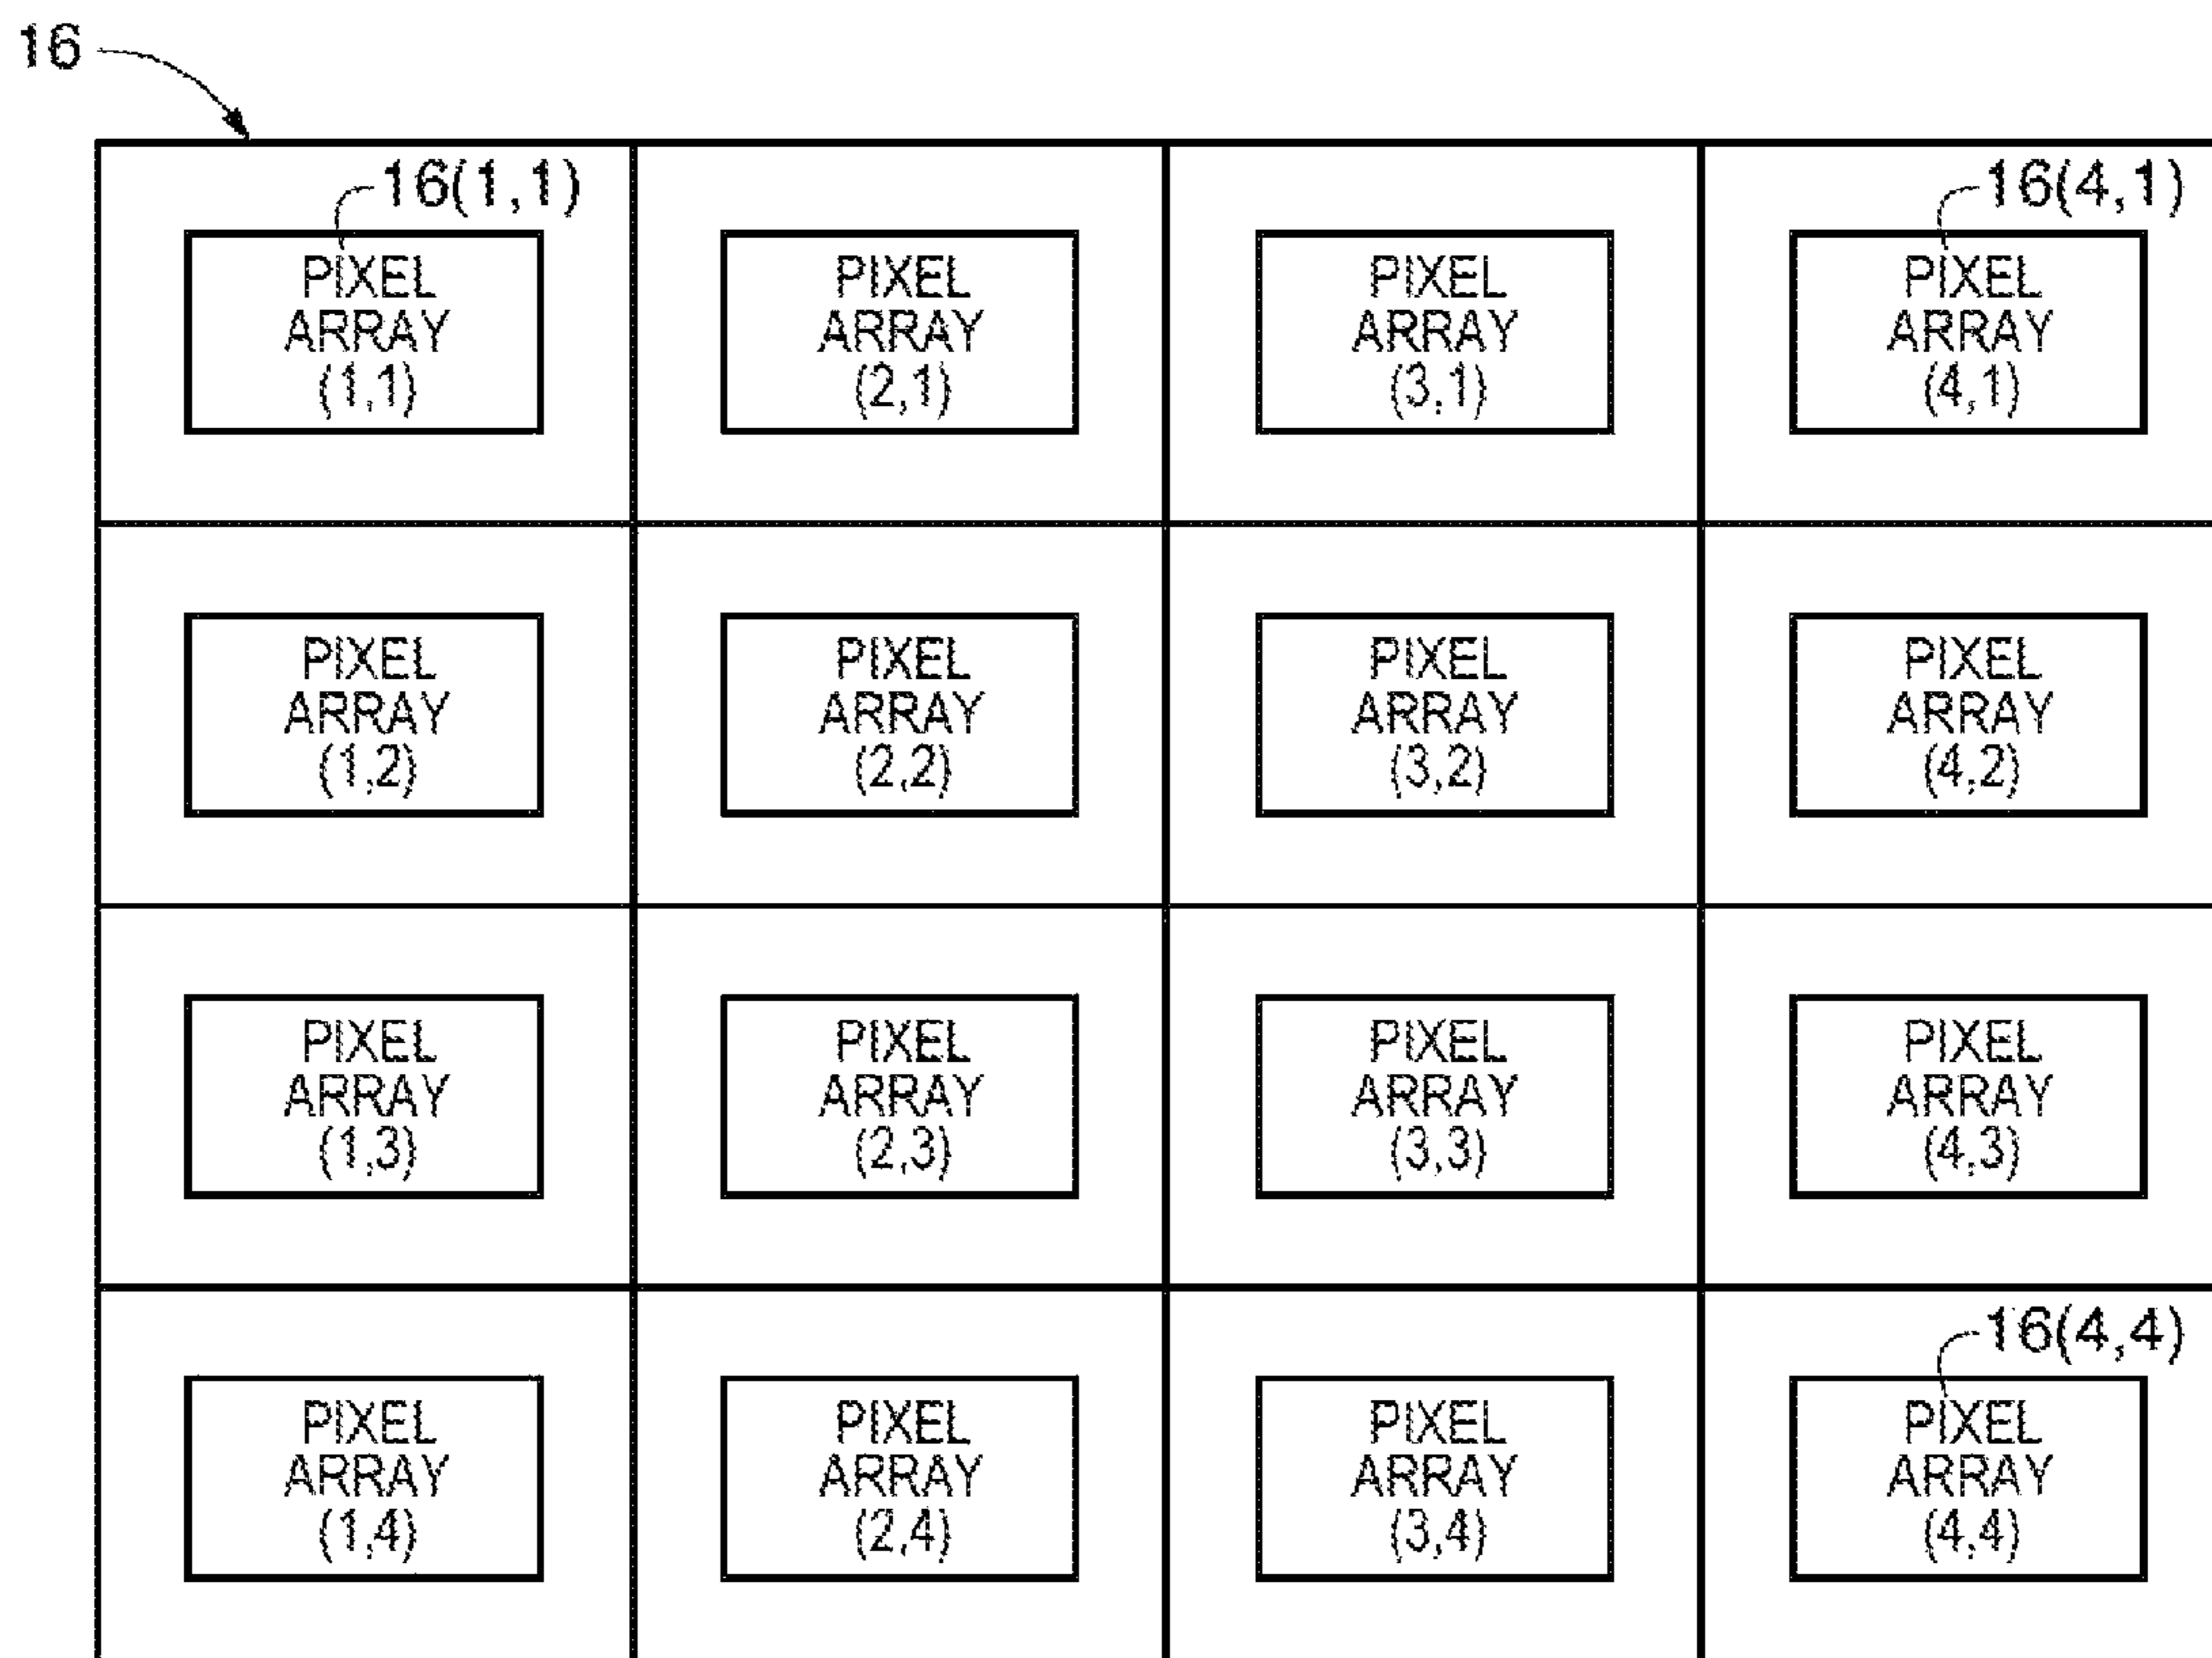 16
16(1,1)
16(4,1)
PIXEL
ARRAY
(1,1)
PIXEL
ARRAY
(2,1)
PIXEL
ARRAY
(3,1)
PIXEL
ARRAY
(4,1)
PIXEL
ARRAY
(1,2)
PIXEL
ARRAY
(2,2)
PIXEL
ARRAY
(3,2)
PIXEL
ARRAY
(4,2)
PIXEL
ARRAY
(1,3)
PIXEL
ARRAY
(2,3)
PIXEL
ARRAY
(3,3)
PIXEL
ARRAY
(4,3)
16(4,4)
PIXEL
ARRAY
(1,4)
PIXEL
ARRAY
(2,4)
PIXEL
ARRAY
(3,4)
PIXEL
ARRAY
(4,4)